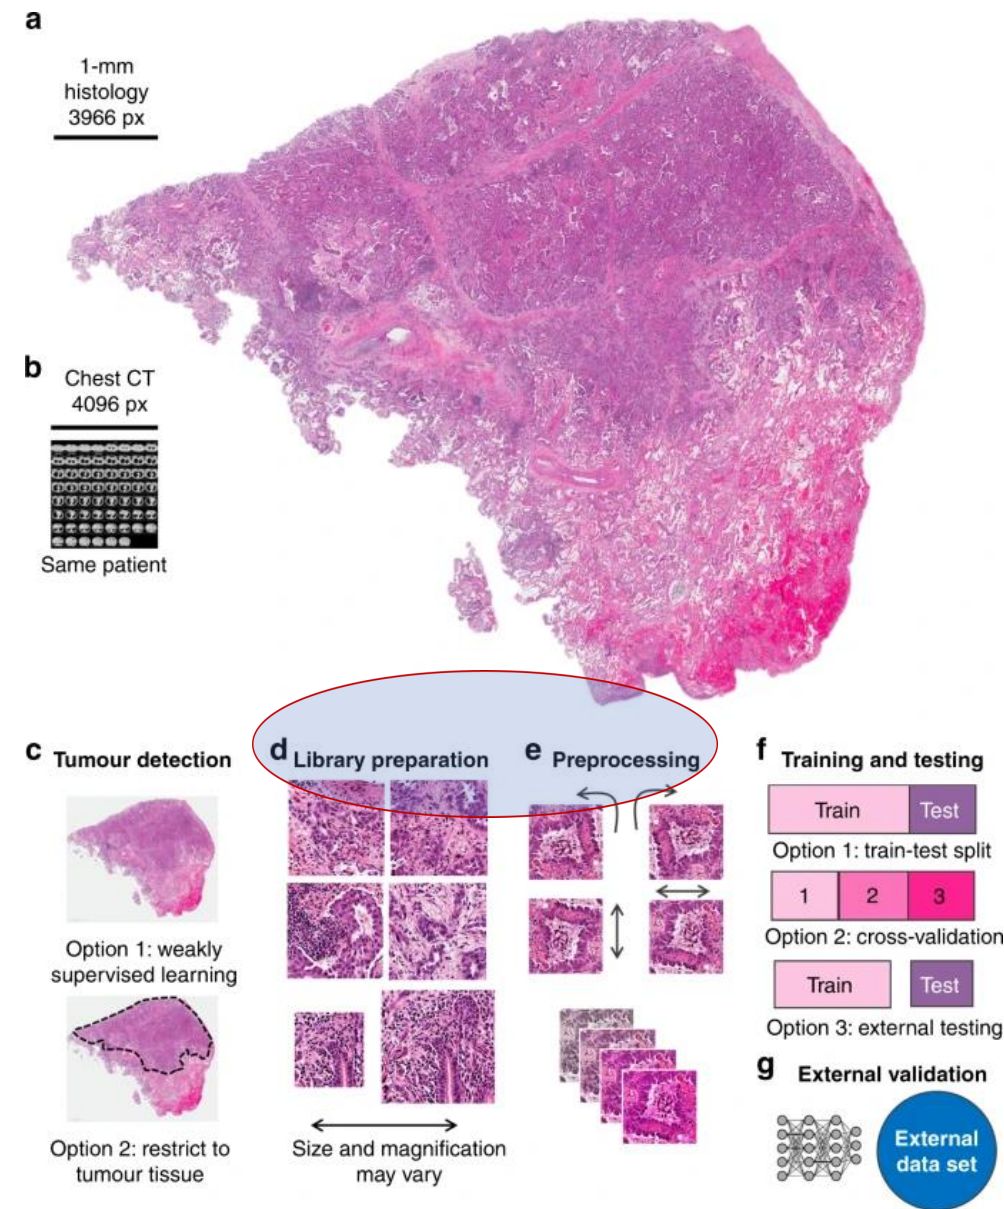 a
1-mm
histology
3966 px
b
Chest CT
4096 px
Same patient
c Tumour detection
Option 1: weakly
supervised learning
Option 2: restrict to
tumour tissue
d Library preparation
Size and magnification
may vary
e Preprocessing
f Training and testing
Train Test
Option 1: train-test split
1 2 3
Option 2: cross-validation
Train Test
Option 3: external testing
g External validation
External
data set